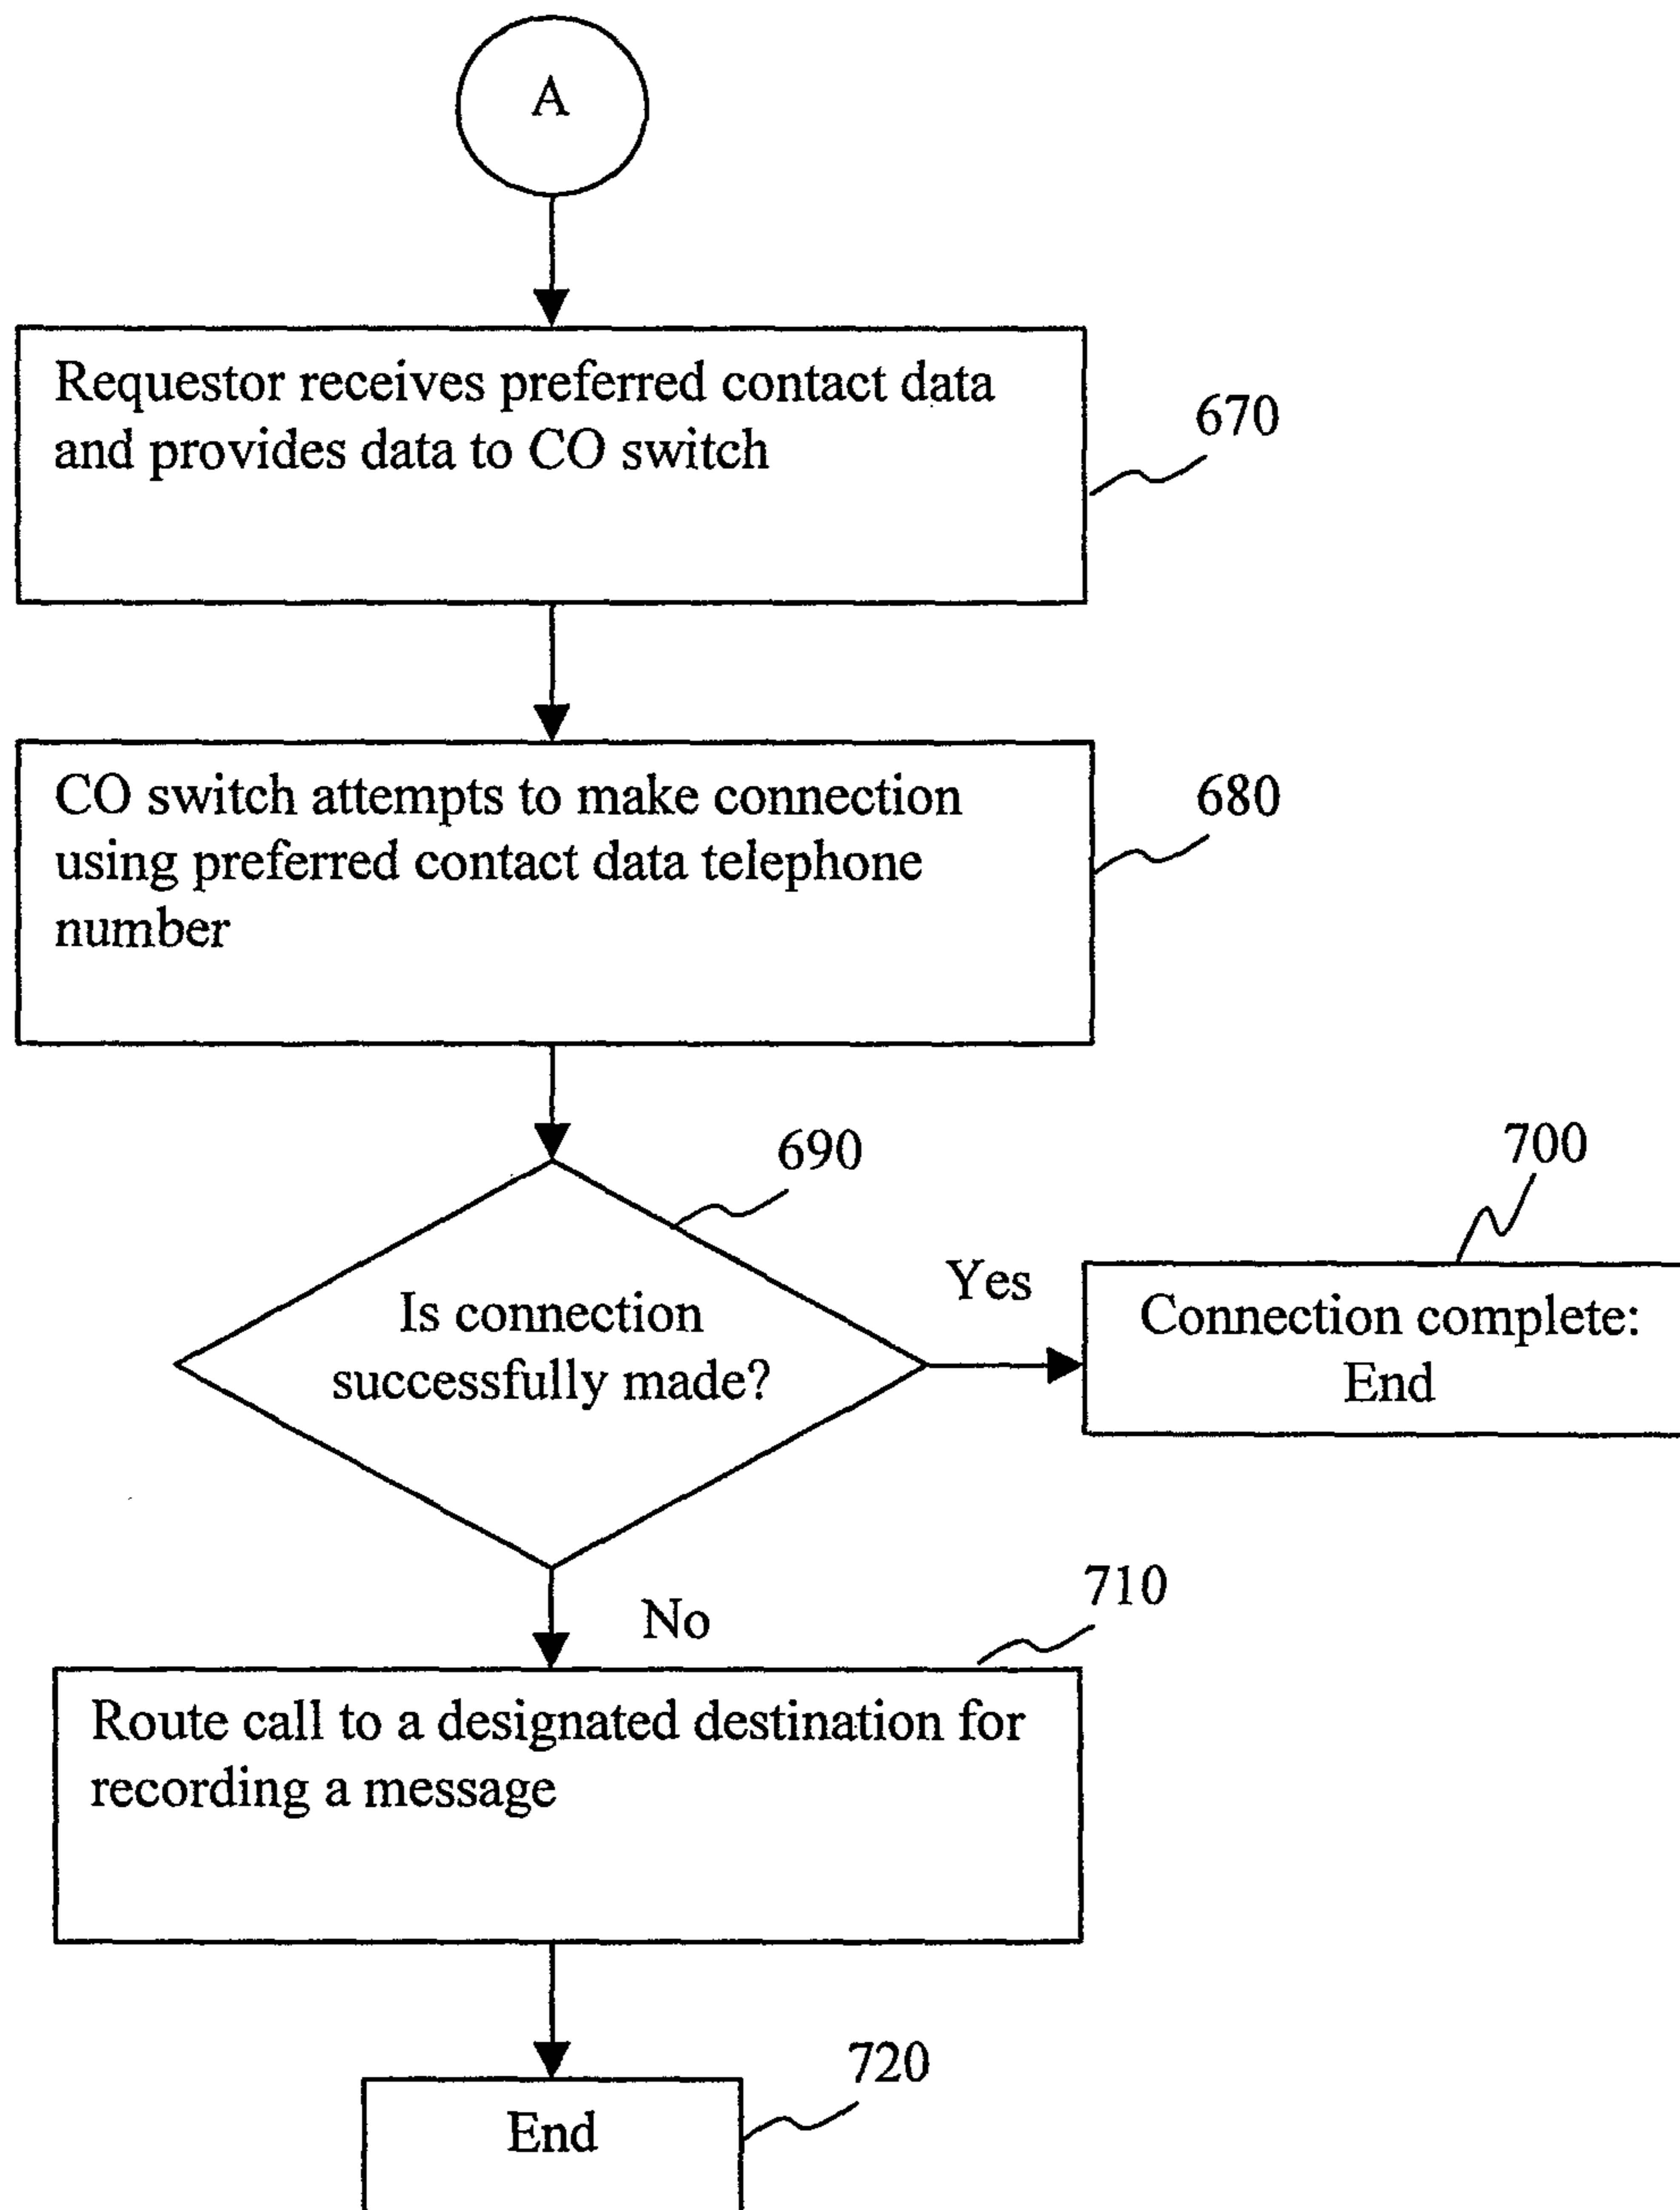 A
Requestor receives preferred contact data
and provides data to CO switch
670
CO switch attempts to make connection
using preferred contact data telephone
number
680
690
Is connection
successfully made?
Yes
700
Connection complete:
End
No
710
Route call to a designated destination for
recording a message
720
End